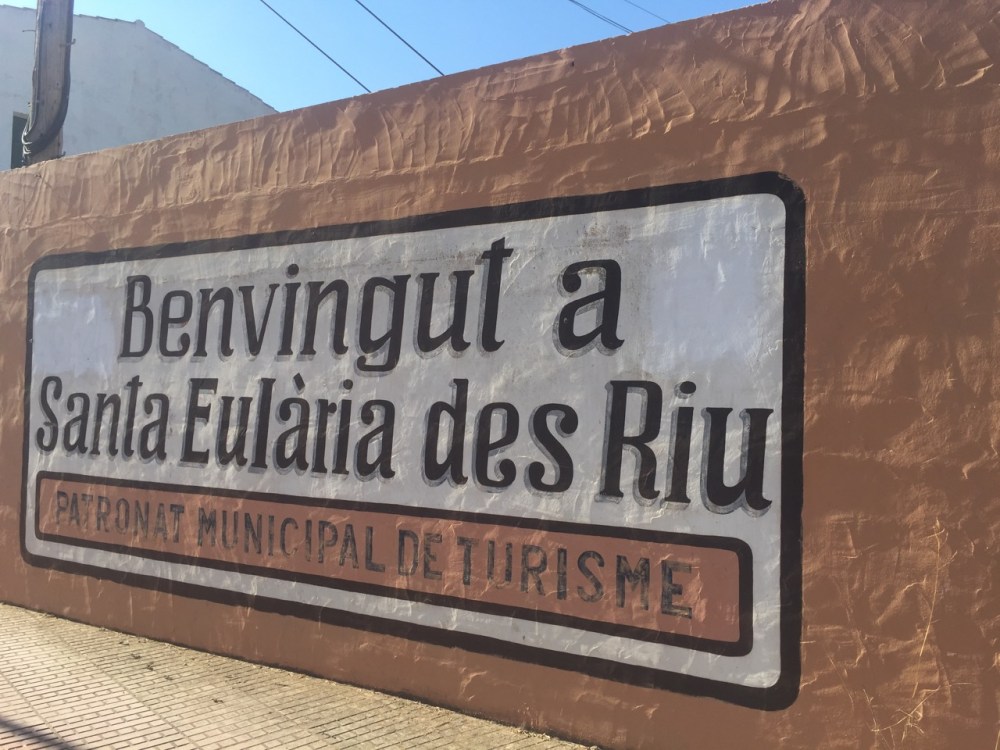 Benvingut a
Santa Eulària des Riu
PATRONAT MUNICIPAL DE TURISME